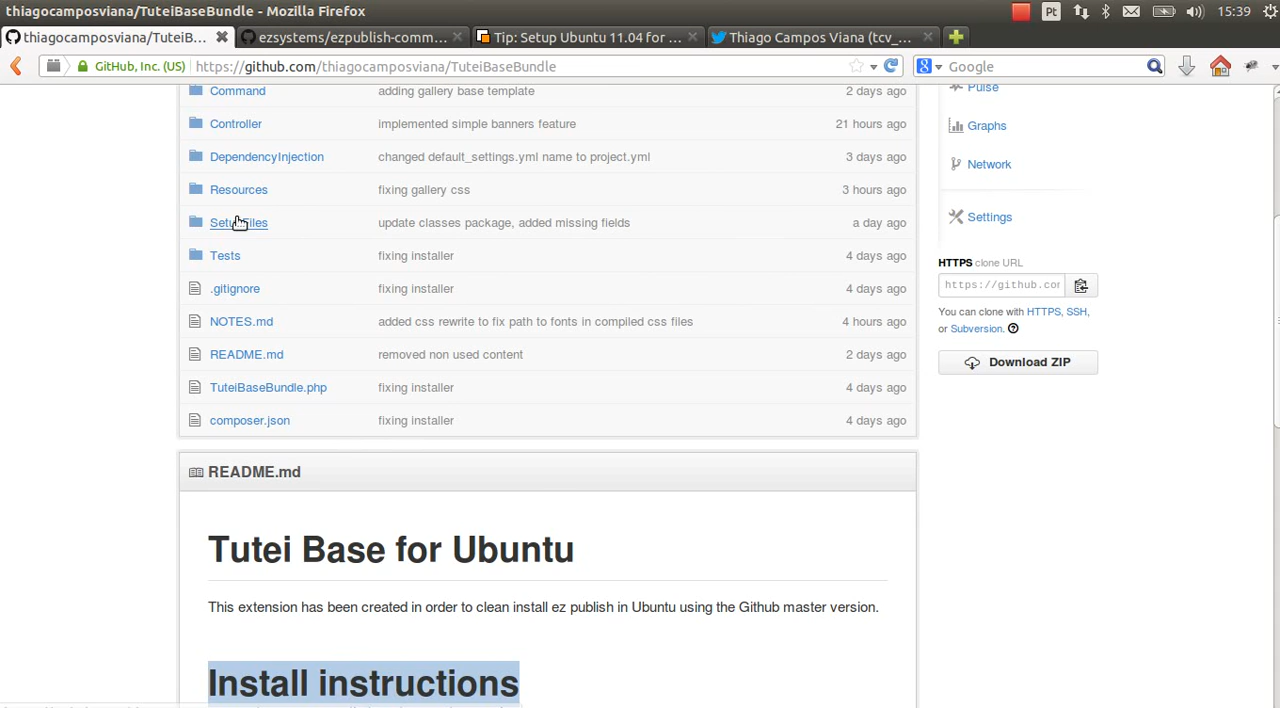 thiagocamposviana/TuteiBaseBundle - Mozilla Firefox
Pt
15:39
thiagocamposviana/TuteiB...
ezsystems/ezpublish-comm...
Tip: Setup Ubuntu 11.04 for ...
Thiago Campos Viana (tcv_...
GitHub, Inc. (US)
https://github.com/thiagocamposviana/TuteiBaseBundle
Google
Command adding gallery base template 2 days ago
Controller implemented simple banners feature 21 hours ago
DependencyInjection changed default_settings.yml name to project.yml 3 days ago
Resources fixing gallery css 3 hours ago
update classes package, added missing fields a day ago
Tests fixing installer 4 days ago
.gitignore fixing installer 4 days ago
NOTES.md added css rewrite to fix path to fonts in compiled css files 4 hours ago
README.md removed non used content 2 days ago
TuteiBaseBundle.php fixing installer 4 days ago
composer.json fixing installer 4 days ago
Pulse
Graphs
Network
Settings
HTTPS clone URL
https://github.com
You can clone with HTTPS, SSH,
or Subversion.
Download ZIP
README.md
Tutei Base for Ubuntu
This extension has been created in order to clean install ez publish in Ubuntu using the Github master version.
Install instructions